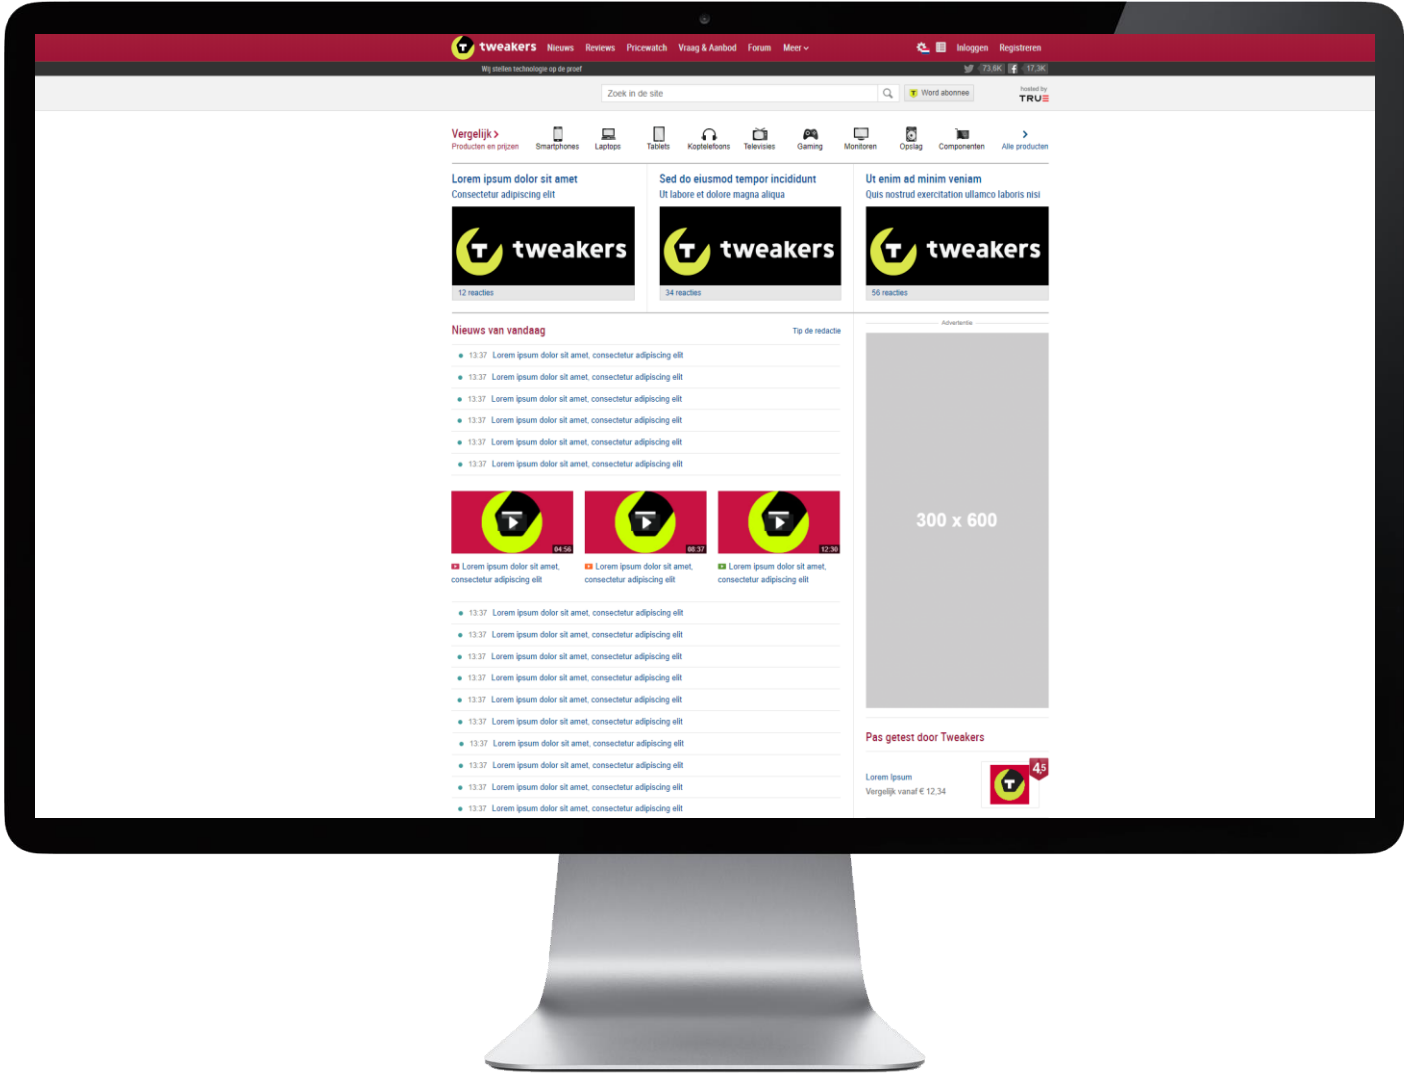 tweakers Nieuws Reviews Pricewatch Vraag & Aanbod Forum Meer Inloggen Registreren
Wij stellen technologie op de proef 73,6K 17,3K
Zoek in de site Word abonnee hosted by
TRUE
Vergelijk
Producten en prijzen Smartphones Laptops Tablets Koptelefoons Televisies Gaming Monitoren Opslag Componenten Alle producten
Lorem ipsum dolor sit amet
Consectetur adipiscing elit
tweakers
12 reacties
Sed do eiusmod tempor incididunt
Ut labore et dolore magna aliqua
tweakers
34 reacties
Ut enim ad minim veniam
Quis nostrud exercitation ullamco laboris nisi
tweakers
56 reacties
Nieuws van vandaag Tip de redactie
13:37 Lorem ipsum dolor sit amet, consectetur adipiscing elit
13:37 Lorem ipsum dolor sit amet, consectetur adipiscing elit
13:37 Lorem ipsum dolor sit amet, consectetur adipiscing elit
13:37 Lorem ipsum dolor sit amet, consectetur adipiscing elit
13:37 Lorem ipsum dolor sit amet, consectetur adipiscing elit
13:37 Lorem ipsum dolor sit amet, consectetur adipiscing elit
04:56
Lorem ipsum dolor sit amet,
consectetur adipiscing elit
08:37
Lorem ipsum dolor sit amet,
consectetur adipiscing elit
12:30
Lorem ipsum dolor sit amet,
consectetur adipiscing elit
13:37 Lorem ipsum dolor sit amet, consectetur adipiscing elit
13:37 Lorem ipsum dolor sit amet, consectetur adipiscing elit
13:37 Lorem ipsum dolor sit amet, consectetur adipiscing elit
13:37 Lorem ipsum dolor sit amet, consectetur adipiscing elit
13:37 Lorem ipsum dolor sit amet, consectetur adipiscing elit
13:37 Lorem ipsum dolor sit amet, consectetur adipiscing elit
13:37 Lorem ipsum dolor sit amet, consectetur adipiscing elit
13:37 Lorem ipsum dolor sit amet, consectetur adipiscing elit
13:37 Lorem ipsum dolor sit amet, consectetur adipiscing elit
13:37 Lorem ipsum dolor sit amet, consectetur adipiscing elit
Advertentie
300 x 600
Pas getest door Tweakers
Lorem Ipsum
Vergelijk vanaf € 12,34
4,5